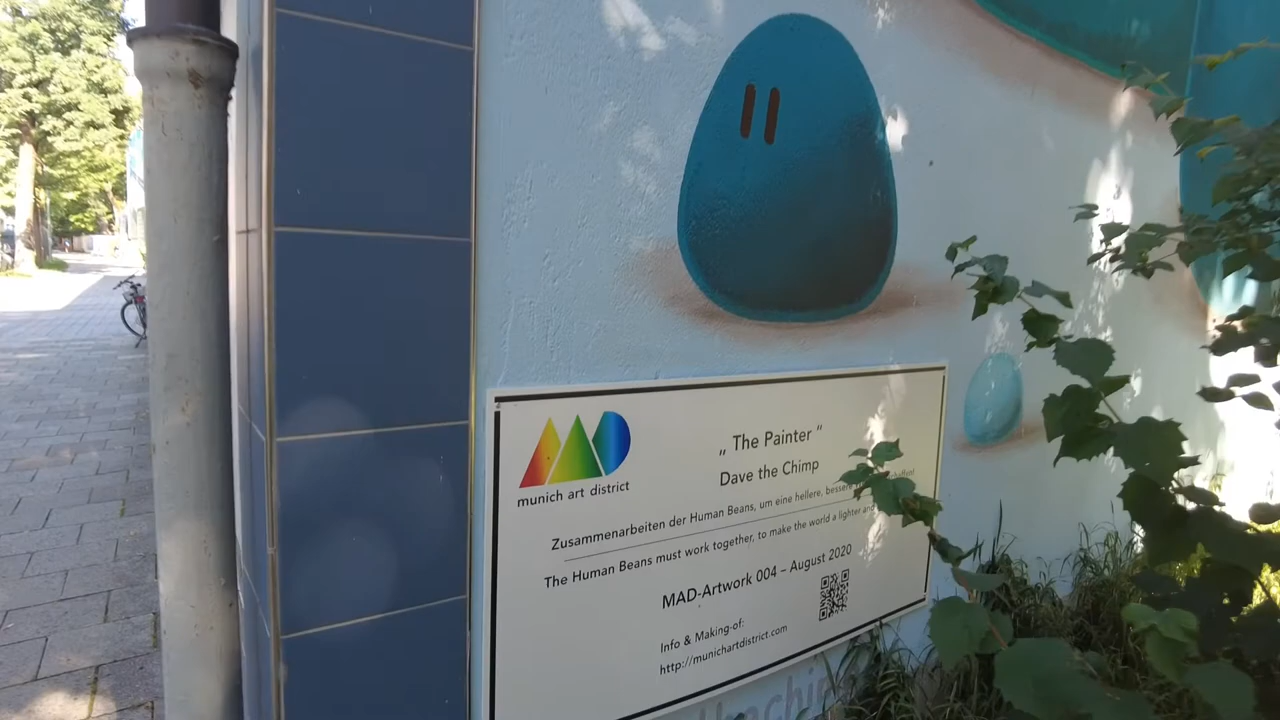 munich art district
„ The Painter “
Dave the Chimp
Zusammenarbeiten der Human Beans, um eine hellere, bessere
The Human Beans must work together, to make the world a lighter and
MAD-Artwork 004 – August 2020
Info & Making-of:
http://munichartdistrict.com